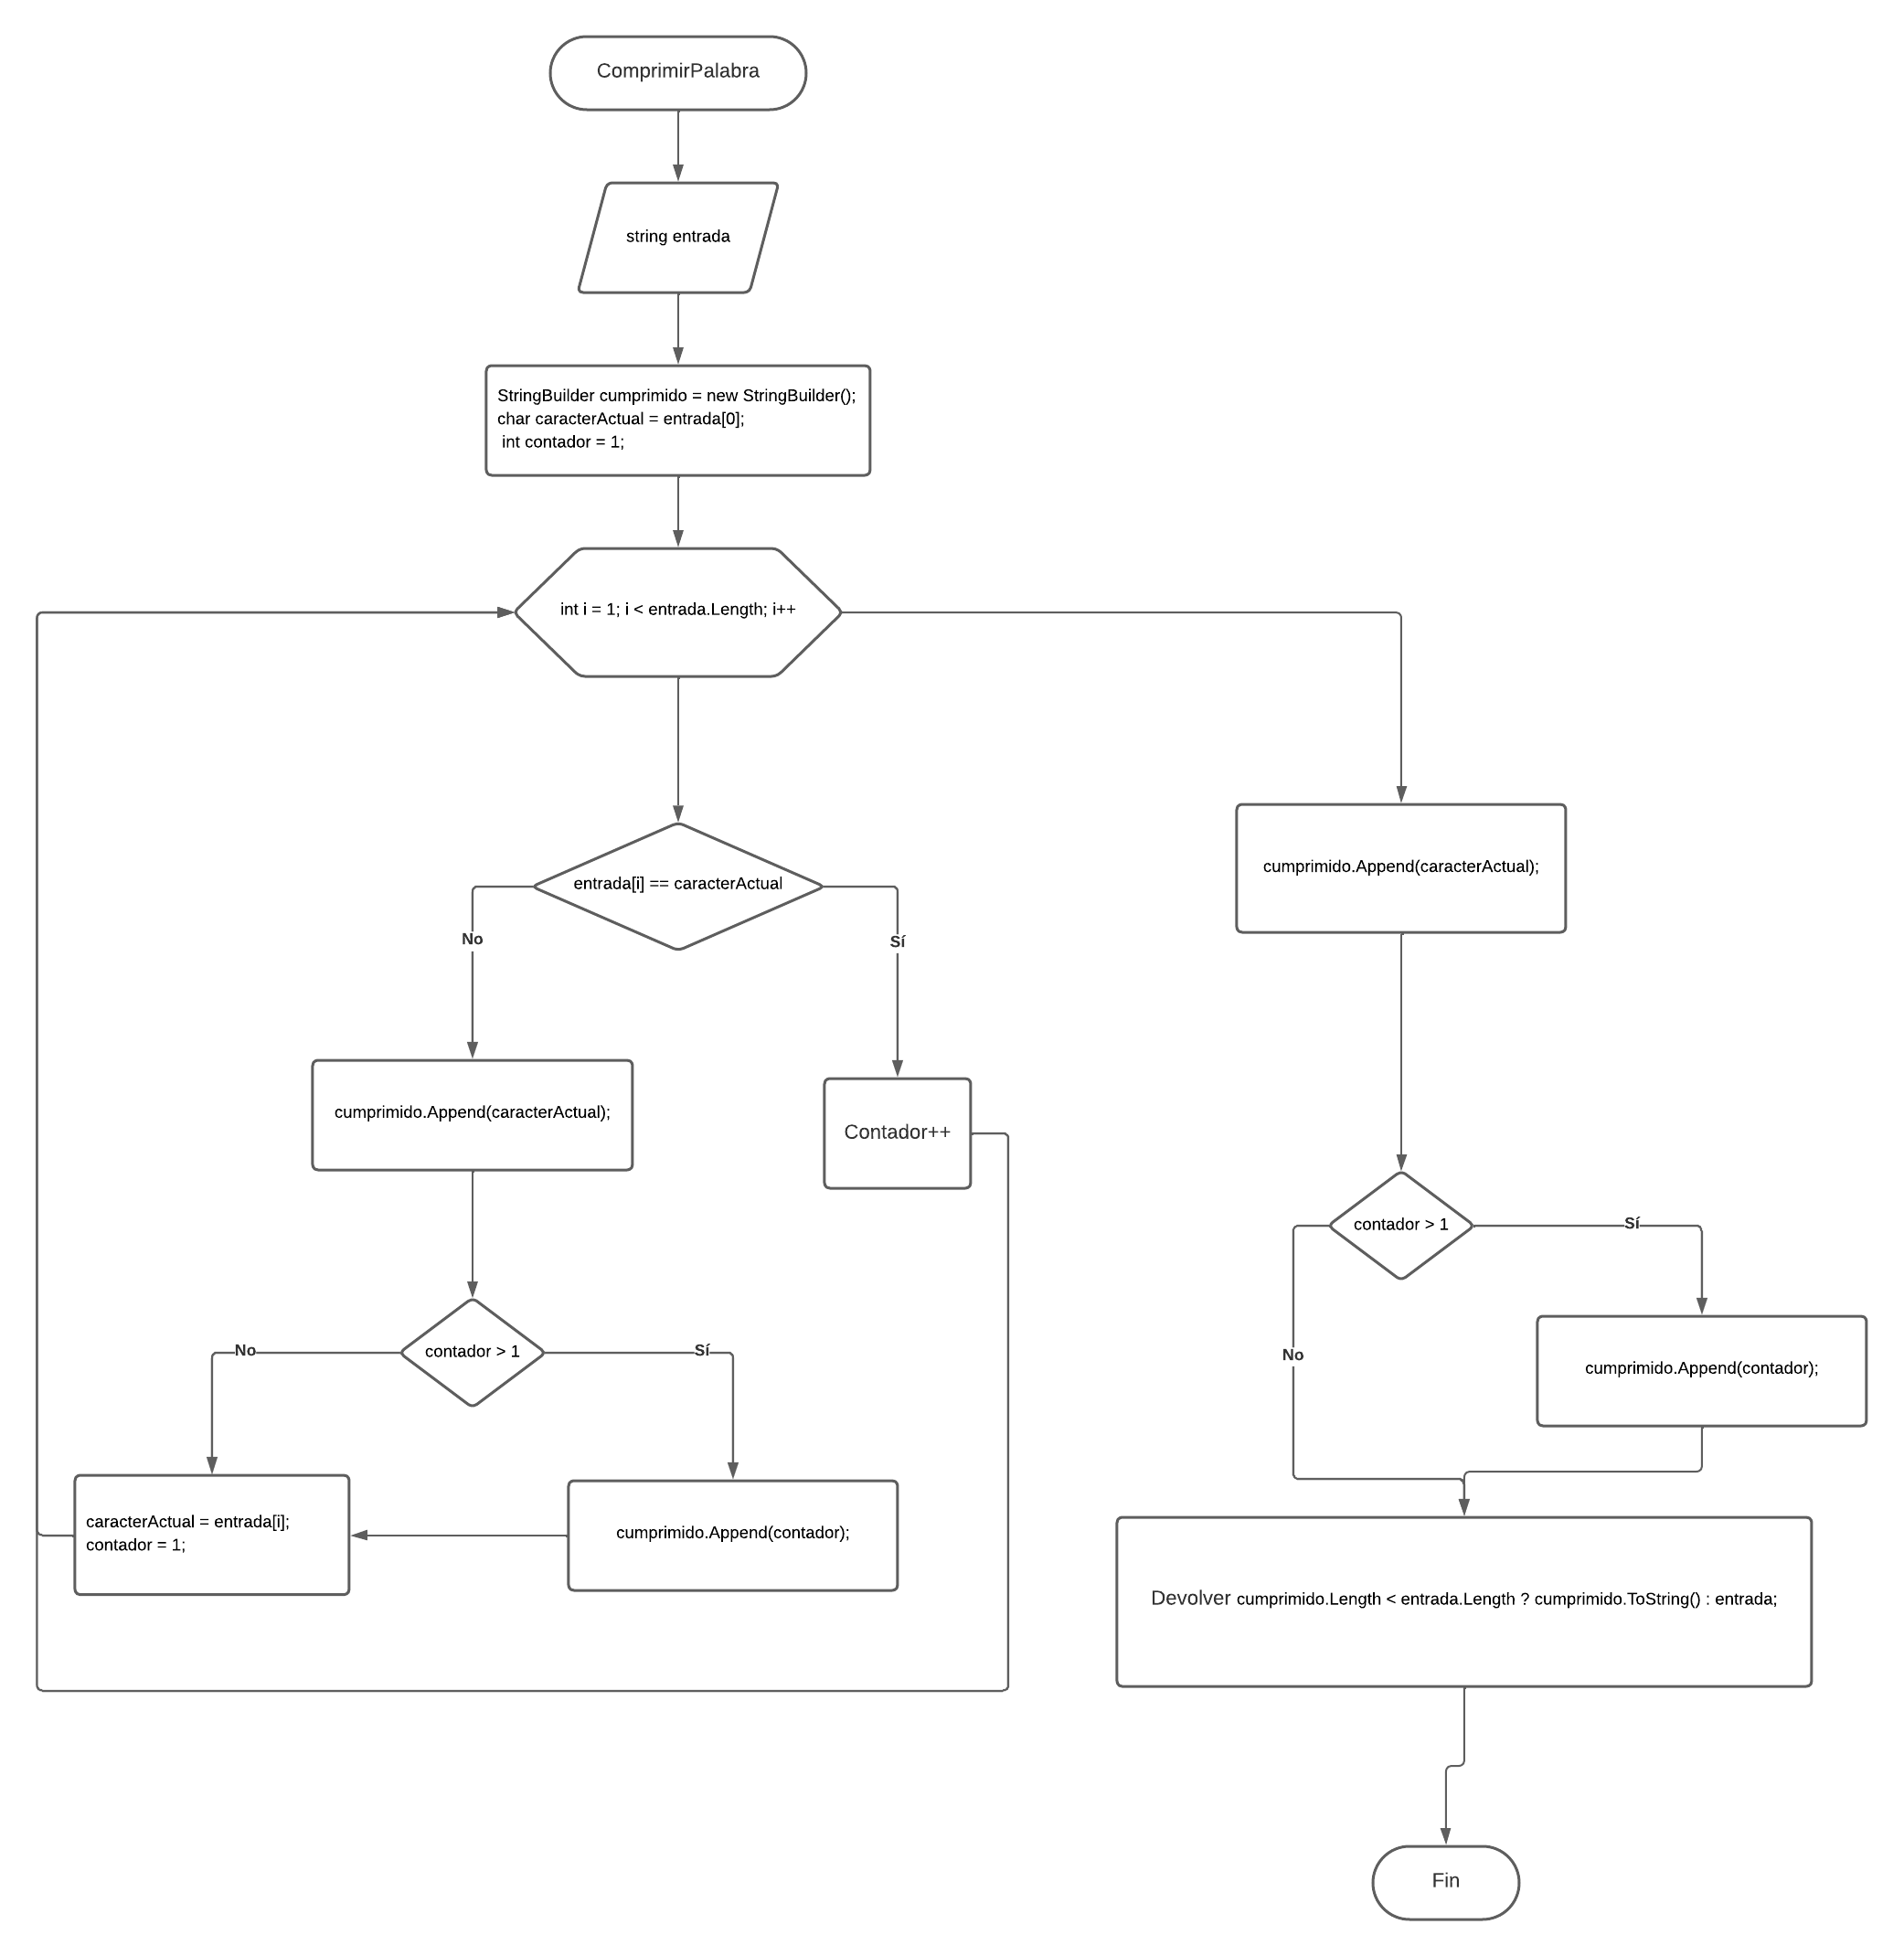 ComprimirPalabra
string entrada
StringBuilder cumprimido = new StringBuilder();
char caracterActual = entrada[0];
int contador = 1;
int i = 1; i < entrada.Length; i++
entrada[i] == caracterActual
No
Sí
cumprimido.Append(caracterActual);
Contador++
contador > 1
No
Sí
caracterActual = entrada[i];
contador = 1;
cumprimido.Append(contador);
cumprimido.Append(caracterActual);
contador > 1
Sí
No
cumprimido.Append(contador);
Devolver cumprimido.Length < entrada.Length ? cumprimido.ToString() : entrada;
Fin